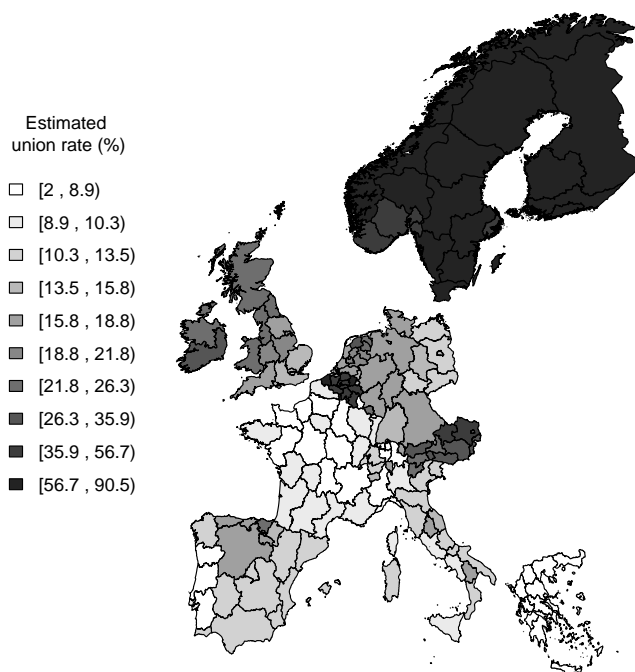 Estimated
union rate (%)
[2 , 8.9)
[8.9 , 10.3)
[10.3 , 13.5)
[13.5 , 15.8)
[15.8 , 18.8)
[18.8 , 21.8)
[21.8 , 26.3)
[26.3 , 35.9)
[35.9 , 56.7)
[56.7 , 90.5)